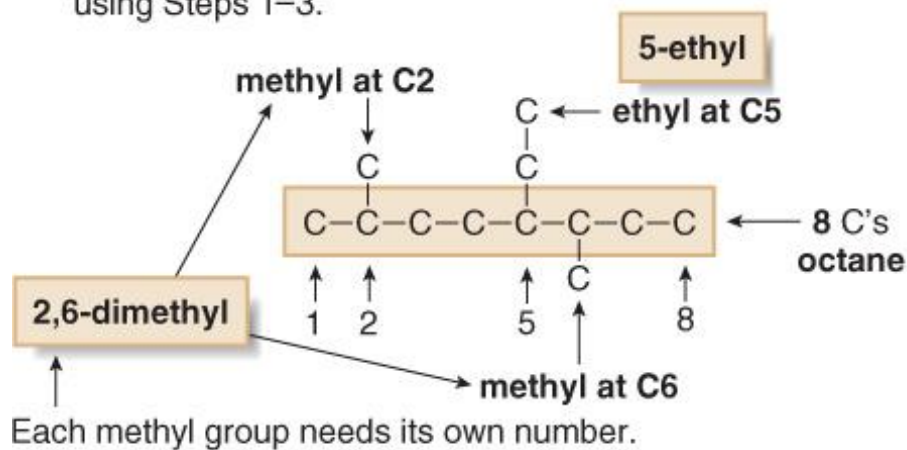 using Steps 1–3.
5-ethyl
methyl at C2
C ethyl at C5
C C
C–C–C–C–C–C–C–C 8 C's
octane
C
2,6-dimethyl
1 2 5 8
methyl at C6
Each methyl group needs its own number.